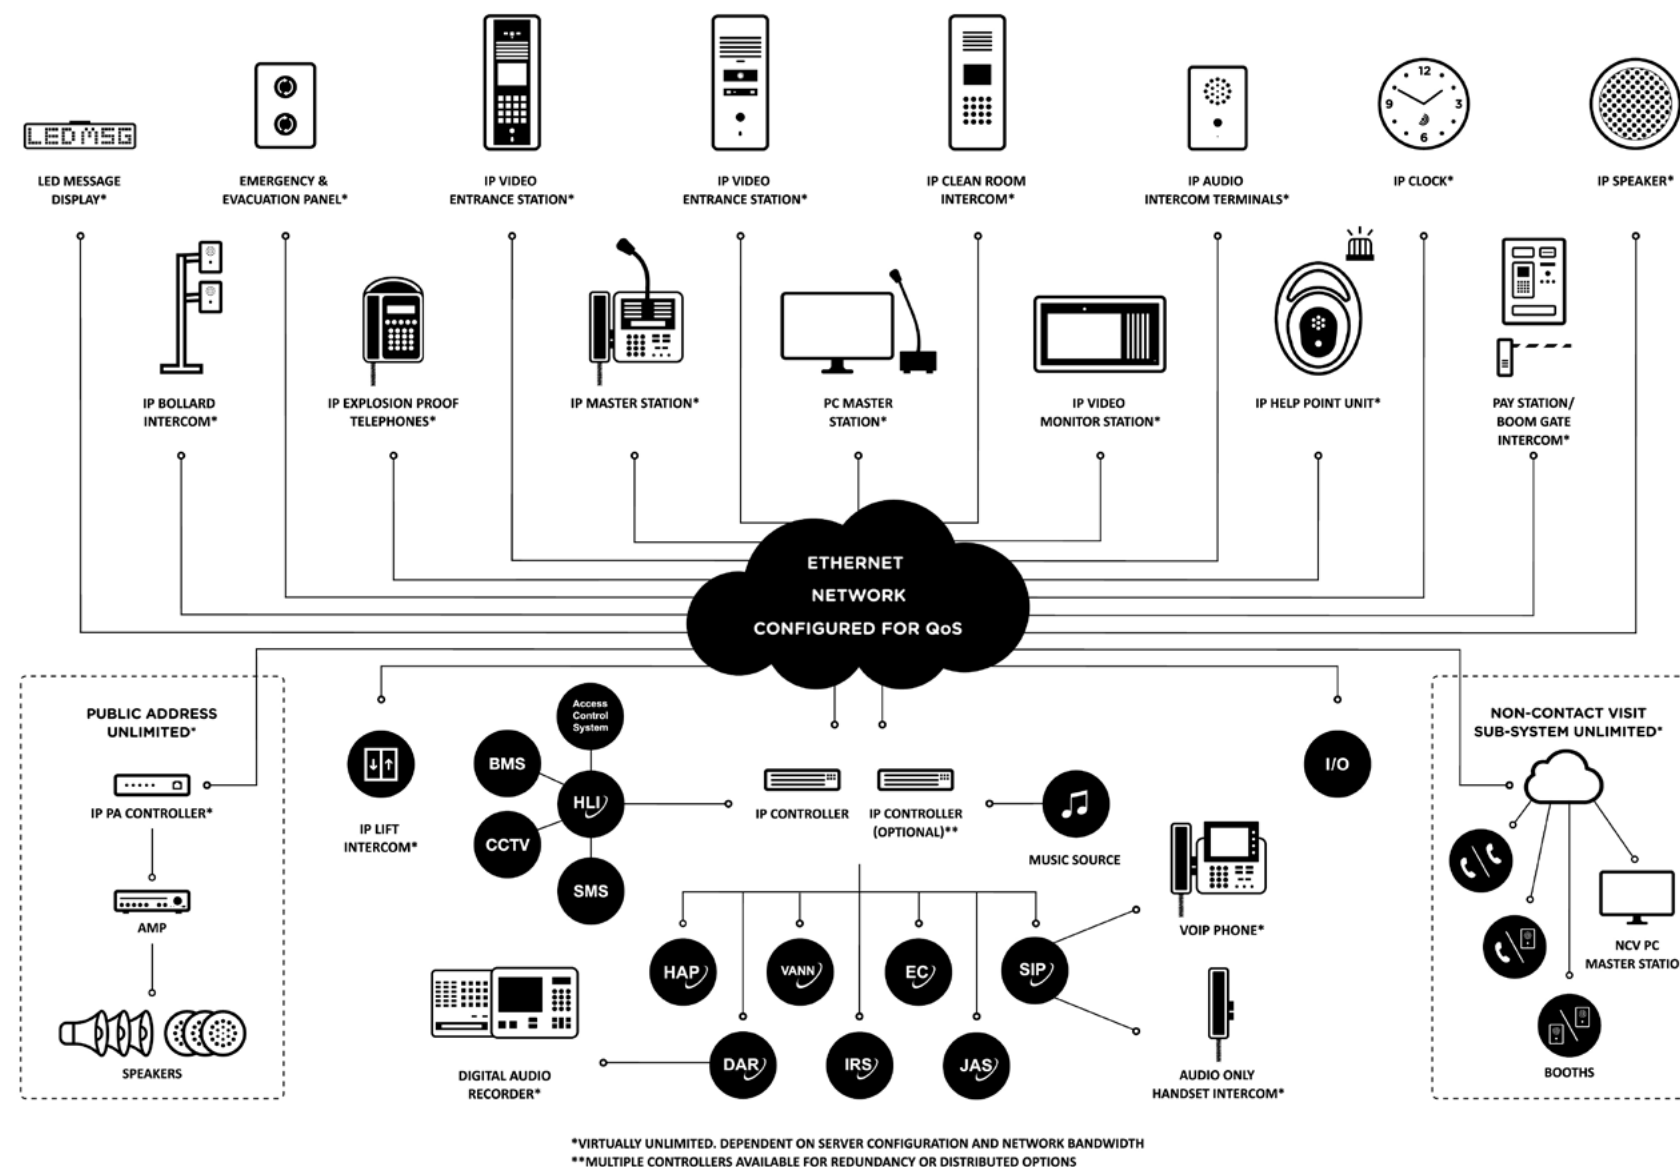 LED MSG
12
9
3
6
LED MESSAGE
DISPLAY*
EMERGENCY &
EVACUATION PANEL*
IP VIDEO
ENTRANCE STATION*
IP VIDEO
ENTRANCE STATION*
IP CLEAN ROOM
INTERCOM*
IP AUDIO
INTERCOM TERMINALS*
IP CLOCK*
IP SPEAKER*
IP BOLLARD
INTERCOM*
IP EXPLOSION PROOF
TELEPHONES*
IP MASTER STATION*
PC MASTER
STATION*
IP VIDEO
MONITOR STATION*
IP HELP POINT UNIT*
PAY STATION/
BOOM GATE
INTERCOM*
ETHERNET
NETWORK
CONFIGURED FOR QoS
PUBLIC ADDRESS
UNLIMITED*
IP PA CONTROLLER*
AMP
SPEAKERS
IP LIFT
INTERCOM*
Access
Control
System
BMS
HLI
CCTV
SMS
IP CONTROLLER
IP CONTROLLER
(OPTIONAL)**
MUSIC SOURCE
I/O
NON-CONTACT VISIT
SUB-SYSTEM UNLIMITED*
NCV PC
MASTER STATIO
BOOTHS
VOIP PHONE*
HAP
VANN
EC
SIP
DAR
IRS
JAS
DIGITAL AUDIO
RECORDER*
AUDIO ONLY
HANDSET INTERCOM*
*VIRTUALLY UNLIMITED. DEPENDENT ON SERVER CONFIGURATION AND NETWORK BANDWIDTH
**MULTIPLE CONTROLLERS AVAILABLE FOR REDUNDANCY OR DISTRIBUTED OPTIONS